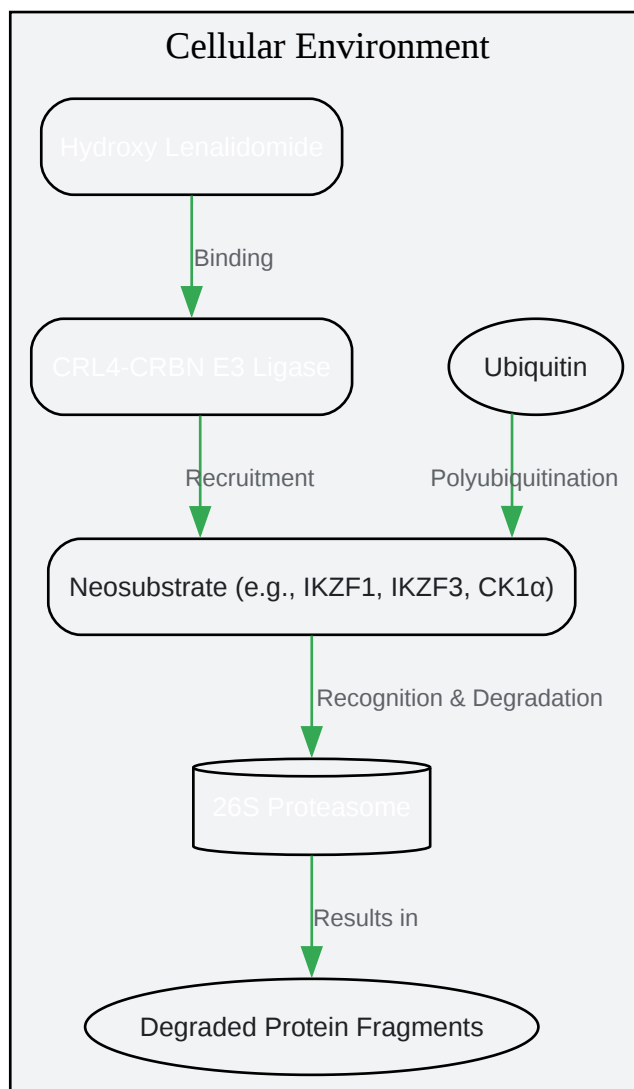 Cellular Environment
Hydroxy Lenalidomide
Binding
CRL4-CRBN E3 Ligase
Ubiquitin
Recruitment
Polyubiquitination
Neosubstrate (e.g., IKZF1, IKZF3, CK1α)
Recognition & Degradation
26S Proteasome
Results in
Degraded Protein Fragments